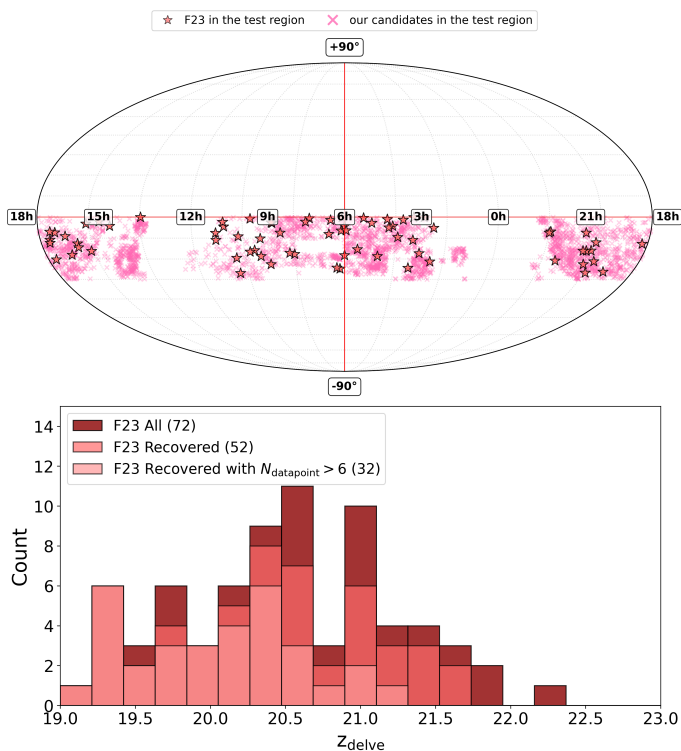 F23 in the test region our candidates in the test region
+90°
18h 15h 12h 9h 6h 3h 0h 21h 18h
-90°
F23 All (72)
F23 Recovered (52)
F23 Recovered with N_datapoint > 6 (32)
Count
14
12
10
8
6
4
2
0
19.0 19.5 20.0 20.5 21.0 21.5 22.0 22.5 23.0
z_delve